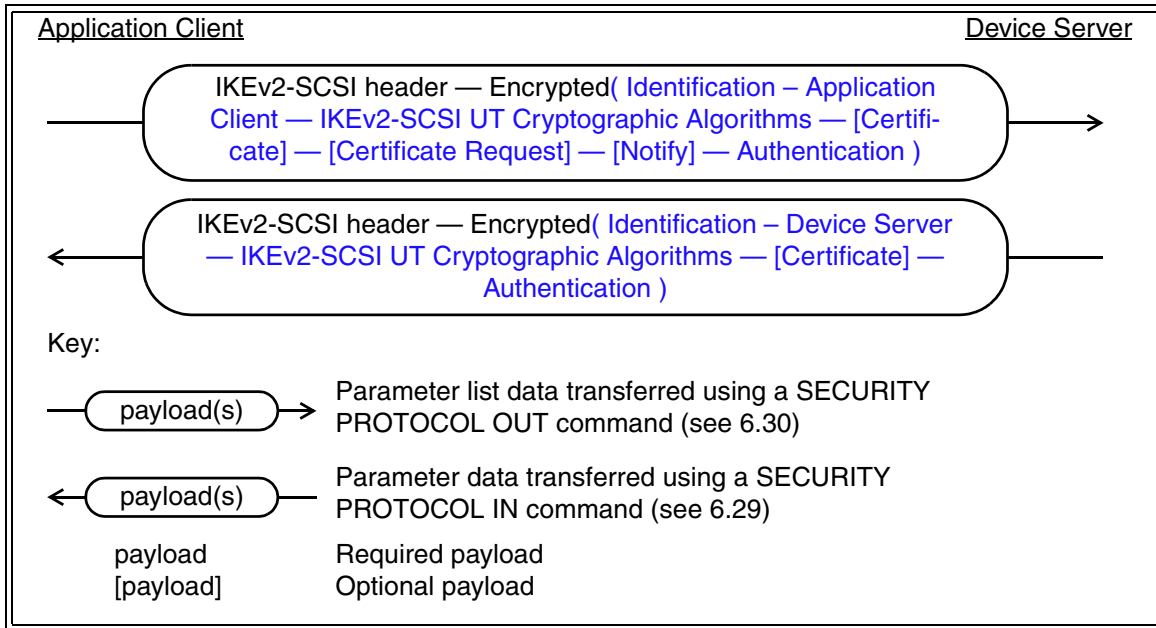 Application Client
Device Server
IKEv2-SCSI header — Encrypted( Identification – Application
Client — IKEv2-SCSI UT Cryptographic Algorithms — [Certifi-
cate] — [Certificate Request] — [Notify] — Authentication )
IKEv2-SCSI header — Encrypted( Identification – Device Server
— IKEv2-SCSI UT Cryptographic Algorithms — [Certificate] —
Authentication )
Key:
payload(s)
Parameter list data transferred using a SECURITY
PROTOCOL OUT command (see 6.30)
payload(s)
Parameter data transferred using a SECURITY
PROTOCOL IN command (see 6.29)
payload Required payload
[payload] Optional payload